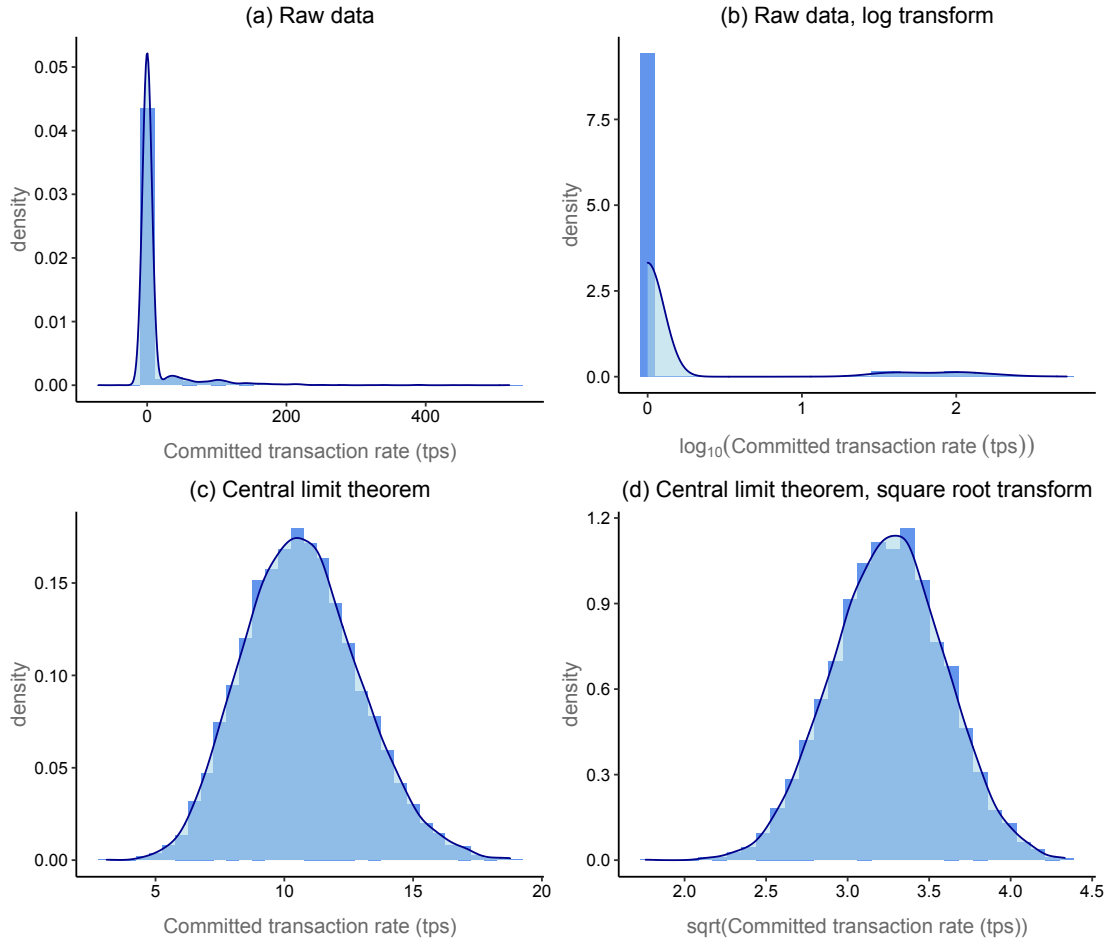 (a) Raw data
density
0.05
0.04
0.03
0.02
0.01
0.00
0
200
400
Committed transaction rate (tps)
(b) Raw data, log transform
density
7.5
5.0
2.5
0.0
0
1
2
log10(Committed transaction rate (tps))
(c) Central limit theorem
density
0.15
0.10
0.05
0.00
5
10
15
20
Committed transaction rate (tps)
(d) Central limit theorem, square root transform
density
1.2
0.9
0.6
0.3
0.0
2.0
2.5
3.0
3.5
4.0
4.5
sqrt(Committed transaction rate (tps))